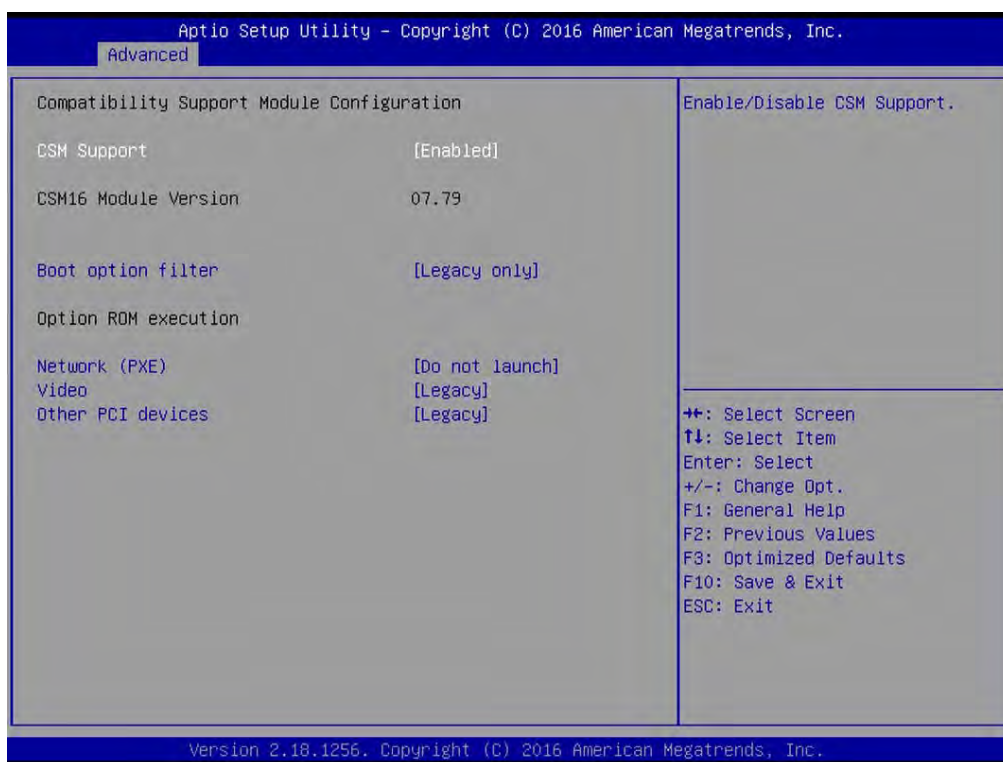 Aptio Setup Utility – Copyright (C) 2016 American Megatrends, Inc.
Advanced
Compatibility Support Module Configuration
CSM Support [Enabled]
CSM16 Module Version 07.79
Boot option filter [Legacy only]
Option ROM execution
Network (PXE) [Do not launch]
Video [Legacy]
Other PCI devices [Legacy]
Enable/Disable CSM Support.
→←: Select Screen
↑↓: Select Item
Enter: Select
+/-: Change Opt.
F1: General Help
F2: Previous Values
F3: Optimized Defaults
F10: Save & Exit
ESC: Exit
Version 2.18.1256. Copyright (C) 2016 American Megatrends, Inc.